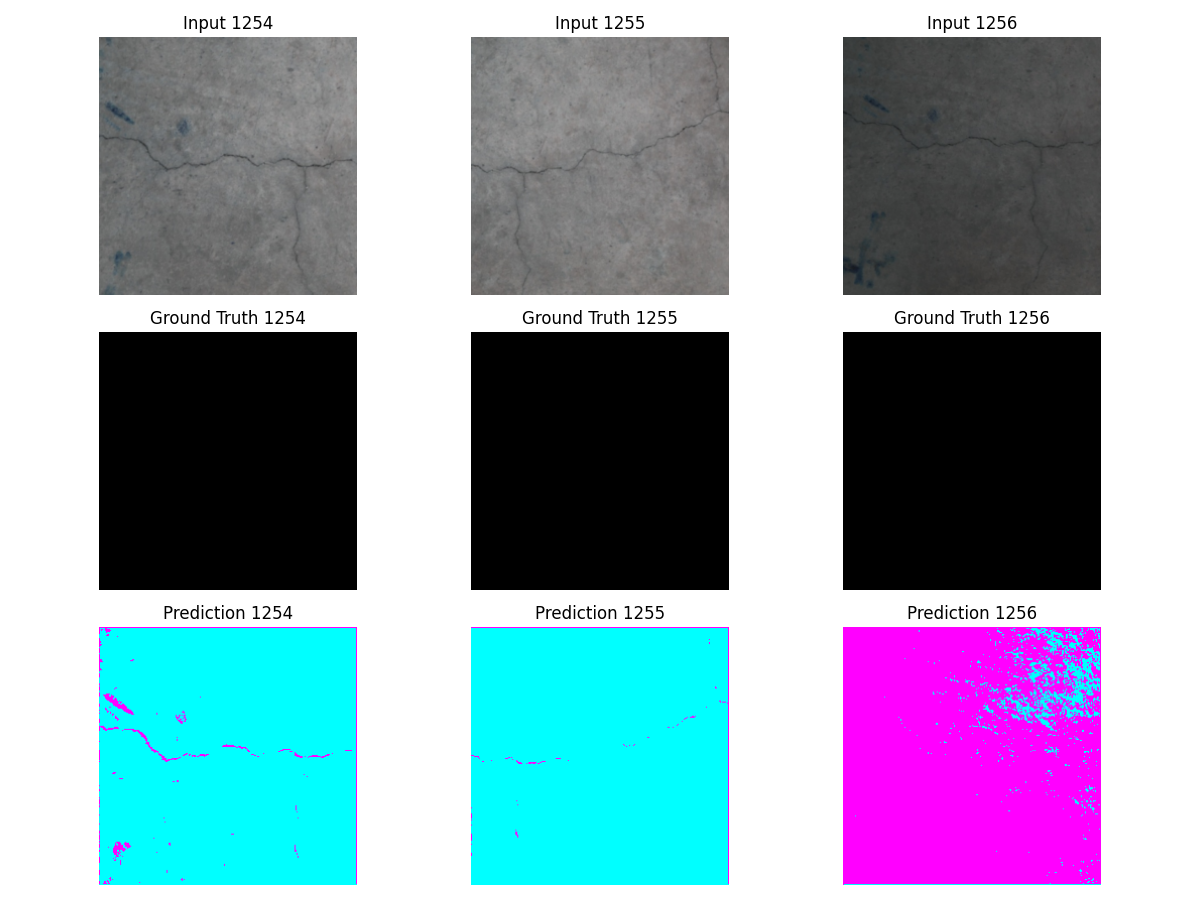 Input 1254
Input 1255
Input 1256
Ground Truth 1254
Ground Truth 1255
Ground Truth 1256
Prediction 1254
Prediction 1255
Prediction 1256